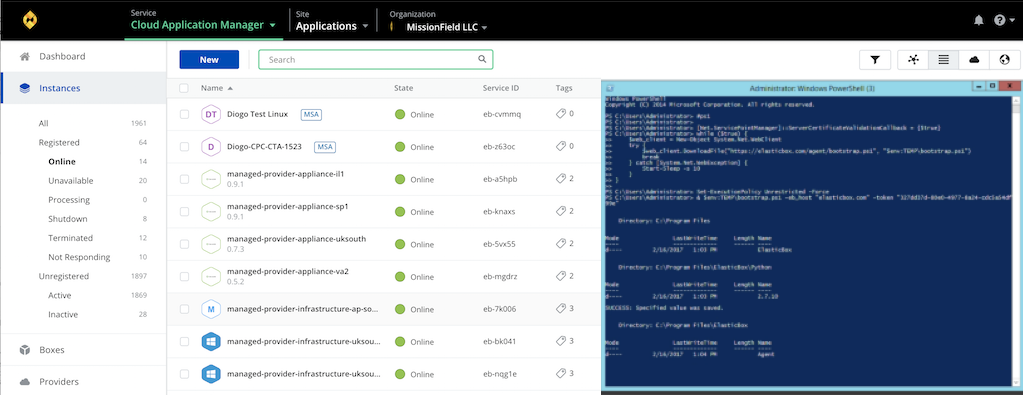 Service
Cloud Application Manager
Site
Applications
Organization
MissionField LLC
Dashboard
Instances
All 1961
Registered 64
Online 14
Unavailable 20
Processing 0
Shutdown 8
Terminated 12
Not Responding 10
Unregistered 1897
Active 1869
Inactive 28
Boxes
Providers
New
Search
Name State Service ID Tags
DT Diogo Test Linux MSA Online eb-cvmmq 0
D Diogo-CPC-CTA-1523 MSA Online eb-z63oc 0
managed-provider-appliance-il1 Online eb-a5hpb 2
0.9.1
managed-provider-appliance-sp1 Online eb-knaxs 2
0.9.1
managed-provider-appliance-uksouth Online eb-5vx55 2
0.7.3
managed-provider-appliance-va2 Online eb-mgdrz 2
0.5.2
M managed-provider-infrastructure-ap-so... Online eb-7k006 3
managed-provider-infrastructure-uksou... Online eb-bk041 3
managed-provider-infrastructure-uksou... Online eb-nqg1e 3
Administrator: Windows PowerShell (3)
Windows PowerShell
Copyright (C) 2014 Microsoft Corporation. All rights reserved.
PS C:\Users\Administrator> #ps1
PS C:\Users\Administrator> [Net.ServicePointManager]::ServerCertificateValidationCallback = {$true}
PS C:\Users\Administrator> while ($true) {
>> $web_client = New-Object System.Net.WebClient
>> try {
>> $web_client.DownloadFile("https://elasticbox.com/agent/bootstrap.ps1", "$env:TEMP\bootstrap.ps1")
>> break
>> } catch [System.Net.WebException] {
>> Start-Sleep -s 10
>> }
>> }
>>
PS C:\Users\Administrator> Set-ExecutionPolicy Unrestricted -Force
PS C:\Users\Administrator> & $env:TEMP\bootstrap.ps1 -eb_host "elasticbox.com" -token
Directory: C:\Program Files
Mode LastWriteTime Length Name
d---- 2/16/2017 1:03 PM ElasticBox
Directory: C:\Program Files\ElasticBox\Python
Mode LastWriteTime Length Name
d---- 2/16/2017 1:03 PM 2.7.10
SUCCESS: Specified value was saved.
Directory: C:\Program Files\ElasticBox
Mode LastWriteTime Length Name
d---- 2/16/2017 1:04 PM Agent